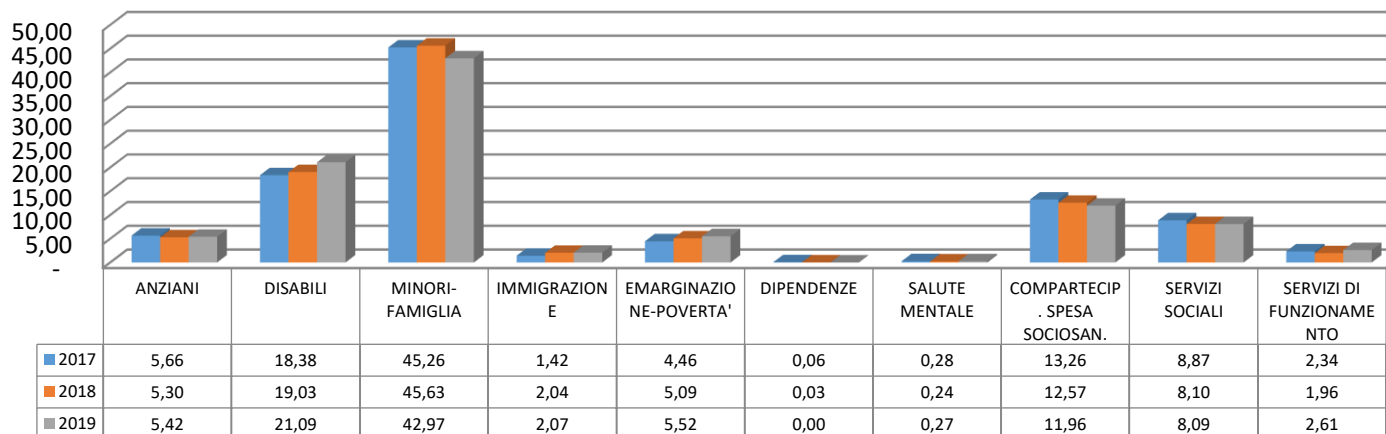 50,00
45,00
40,00
35,00
30,00
25,00
20,00
15,00
10,00
5,00
-
ANZIANI DISABILI MINORI-FAMIGLIA IMMIGRAZIONE EMARGINAZIONE-POVERTA' DIPENDENZE SALUTE MENTALE COMPARTECIP. SPESA SOCIOSAN. SERVIZI SOCIALI SERVIZI DI FUNZIONAMENTO
2017 5,66 18,38 45,26 1,42 4,46 0,06 0,28 13,26 8,87 2,34
2018 5,30 19,03 45,63 2,04 5,09 0,03 0,24 12,57 8,10 1,96
2019 5,42 21,09 42,97 2,07 5,52 0,00 0,27 11,96 8,09 2,61